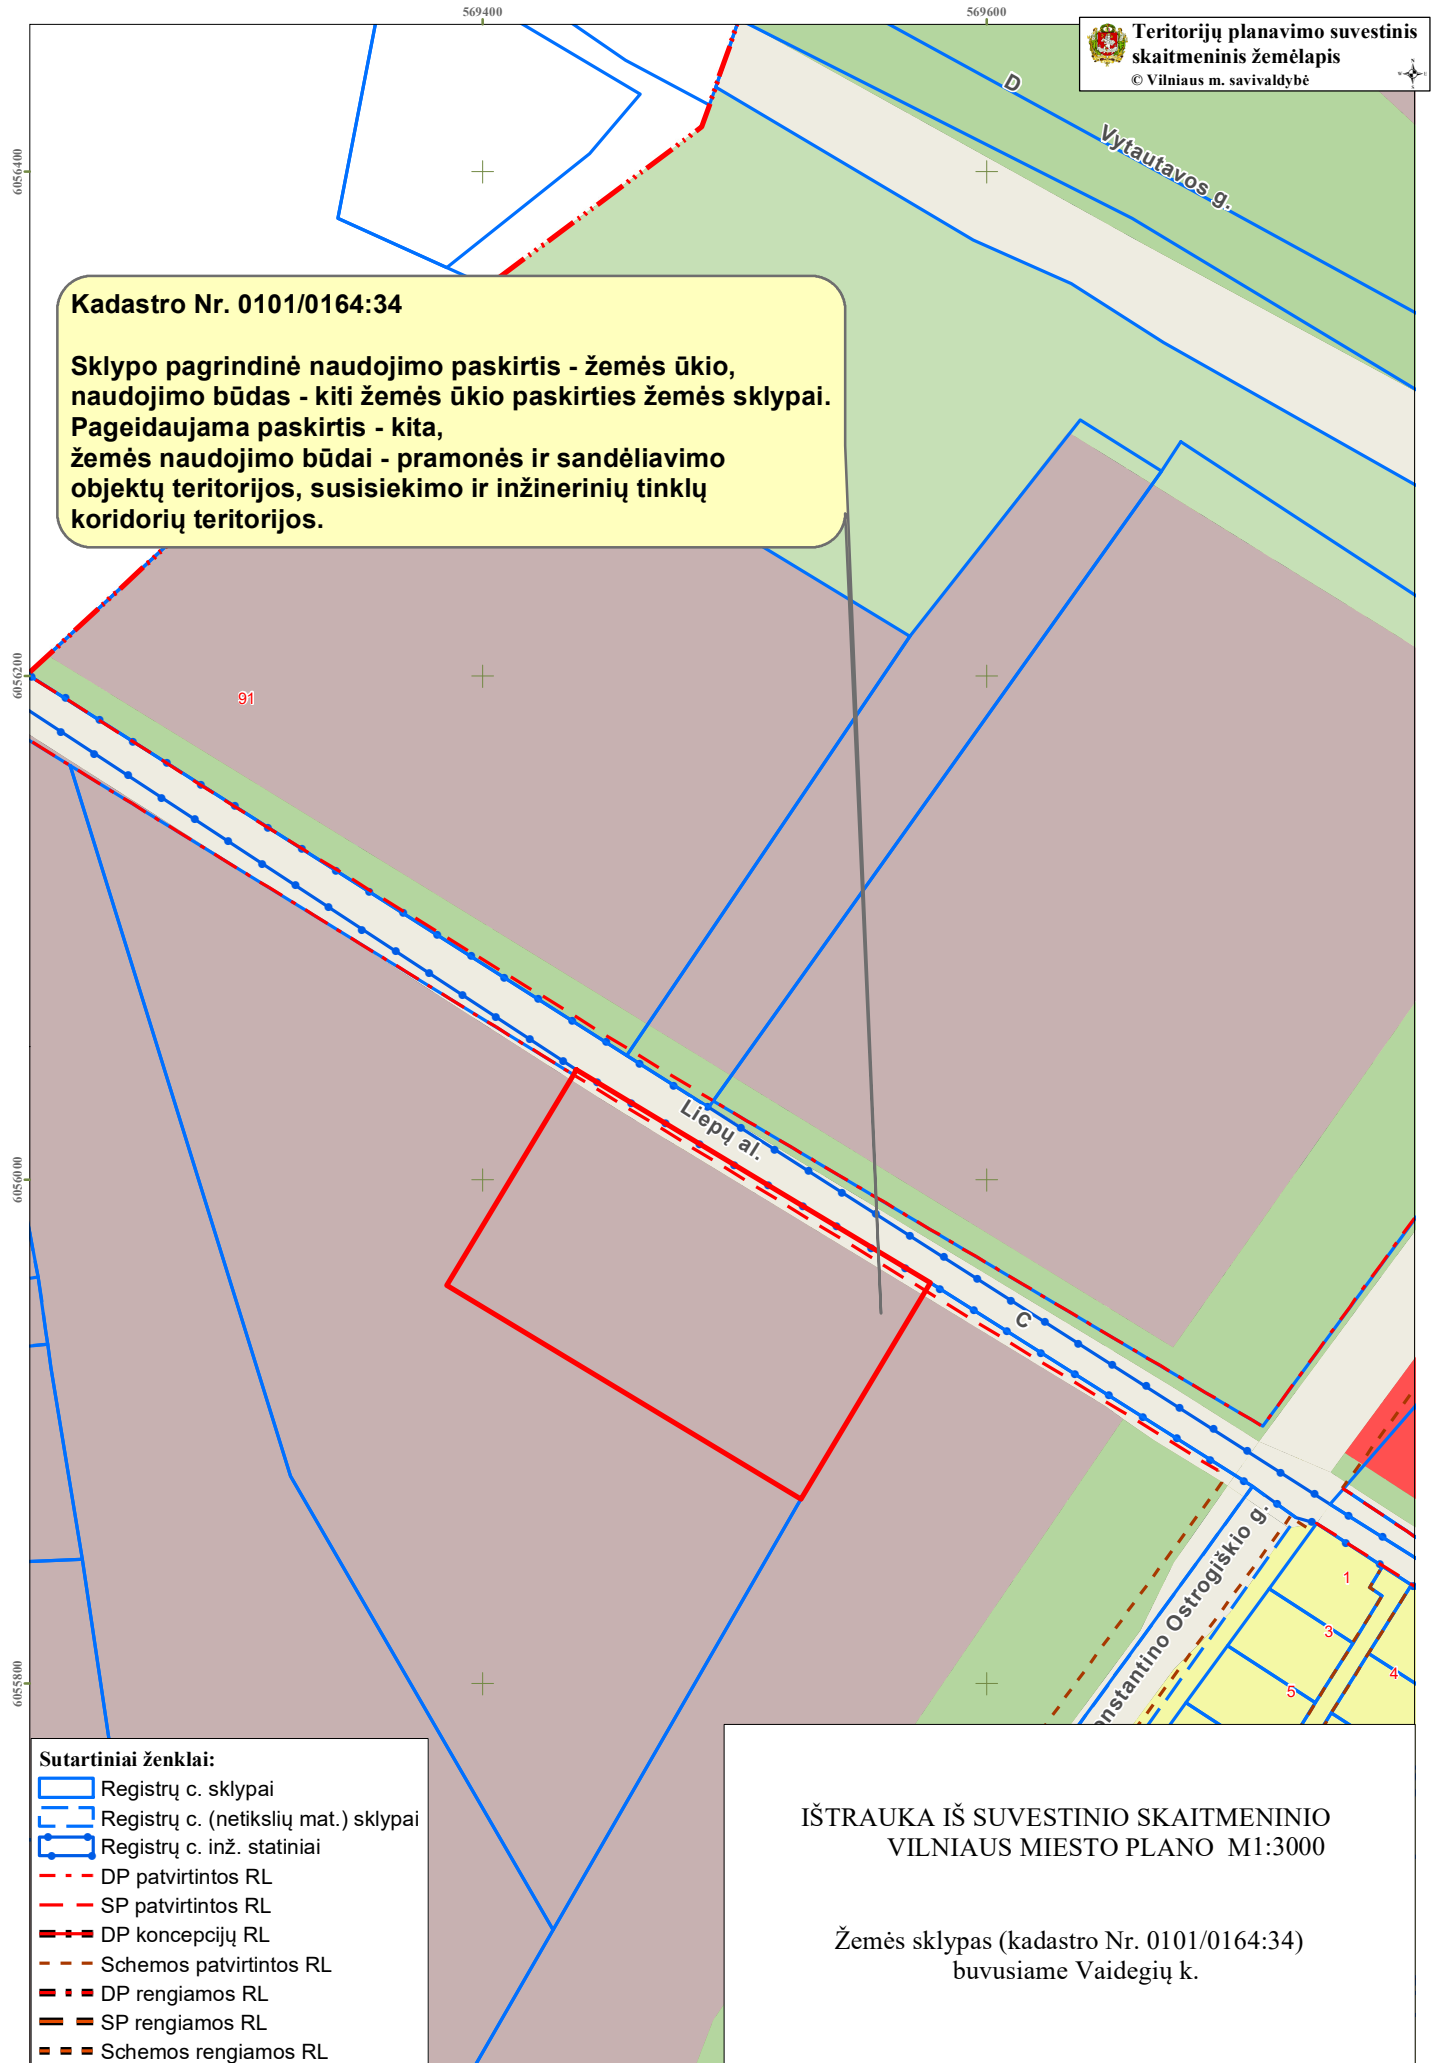 569400
569600
Teritorijų planavimo suvestinis
skaitmeninis žemėlapis
© Vilniaus m. savivaldybė
D
Vytautavos g.
6056400
Kadastro Nr. 0101/0164:34
Sklypo pagrindinė naudojimo paskirtis - žemės ūkio,
naudojimo būdas - kiti žemės ūkio paskirties žemės sklypai.
Pageidaujama paskirtis - kita,
žemės naudojimo būdai - pramonės ir sandėliavimo
objektų teritorijos, susisiekimo ir inžinerinių tinklų
koridorių teritorijos.
6056200
91
Liepų al.
6056000
C
onstantino Ostrogiškio g.
1
3
4
5
6055800
Sutartiniai ženklai:
Registrų c. sklypai
Registrų c. (netikslių mat.) sklypai
Registrų c. inž. statiniai
DP patvirtintos RL
SP patvirtintos RL
DP koncepcijų RL
Schemos patvirtintos RL
DP rengiamos RL
SP rengiamos RL
Schemos rengiamos RL
IŠTRAUKA IŠ SUVESTINIO SKAITMENINIO
VILNIAUS MIESTO PLANO M1:3000
Žemės sklypas (kadastro Nr. 0101/0164:34)
buvusiame Vaidegių k.